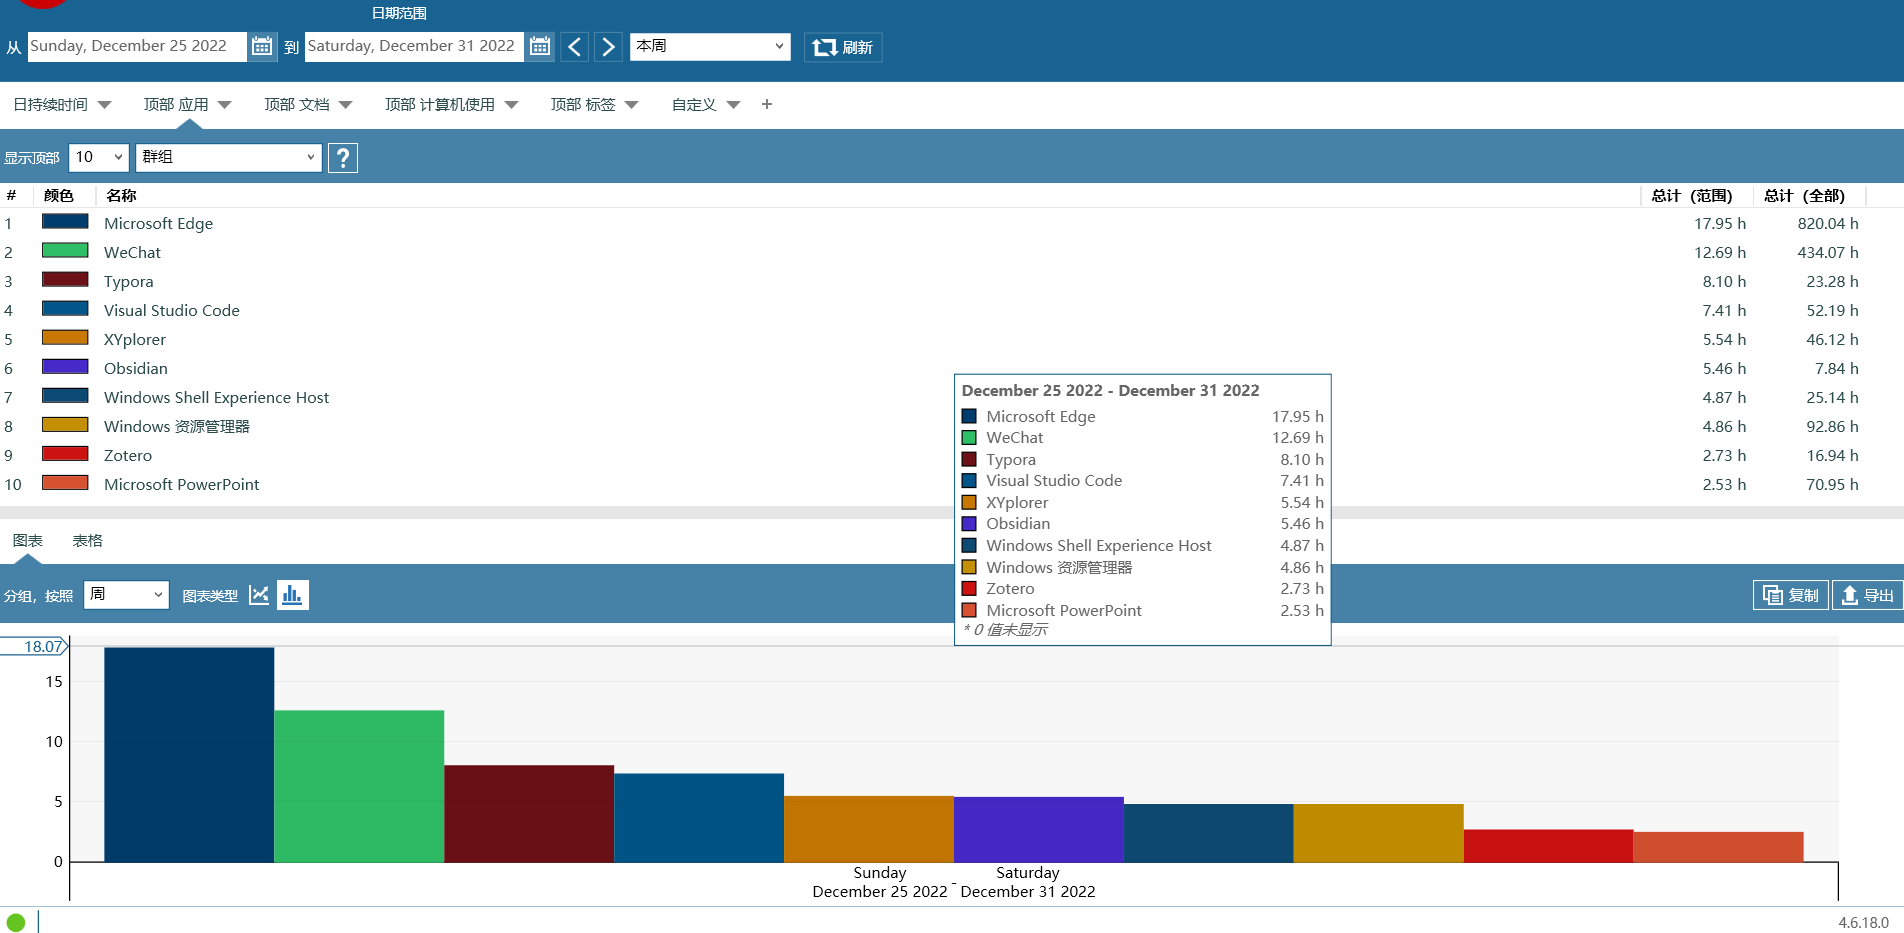 日期范围
从 Sunday, December 25 2022 到 Saturday, December 31 2022 本周 刷新
日持续时间 顶部 应用 顶部 文档 顶部 计算机使用 顶部 标签 自定义 +
显示顶部 10 群组 ?
# 颜色 名称 总计 (范围) 总计 (全部)
1 Microsoft Edge 17.95 h 820.04 h
2 WeChat 12.69 h 434.07 h
3 Typora 8.10 h 23.28 h
4 Visual Studio Code 7.41 h 52.19 h
5 XYplorer 5.54 h 46.12 h
6 Obsidian 5.46 h 7.84 h
7 Windows Shell Experience Host 4.87 h 25.14 h
8 Windows 资源管理器 4.86 h 92.86 h
9 Zotero 2.73 h 16.94 h
10 Microsoft PowerPoint 2.53 h 70.95 h
December 25 2022 - December 31 2022
Microsoft Edge 17.95 h
WeChat 12.69 h
Typora 8.10 h
Visual Studio Code 7.41 h
XYplorer 5.54 h
Obsidian 5.46 h
Windows Shell Experience Host 4.87 h
Windows 资源管理器 4.86 h
Zotero 2.73 h
Microsoft PowerPoint 2.53 h
* 0 值未显示
图表 表格
分组, 按照 周 图表类型 复制 导出
18.07
15
10
5
0
Sunday Saturday
December 25 2022 - December 31 2022
4.6.18.0